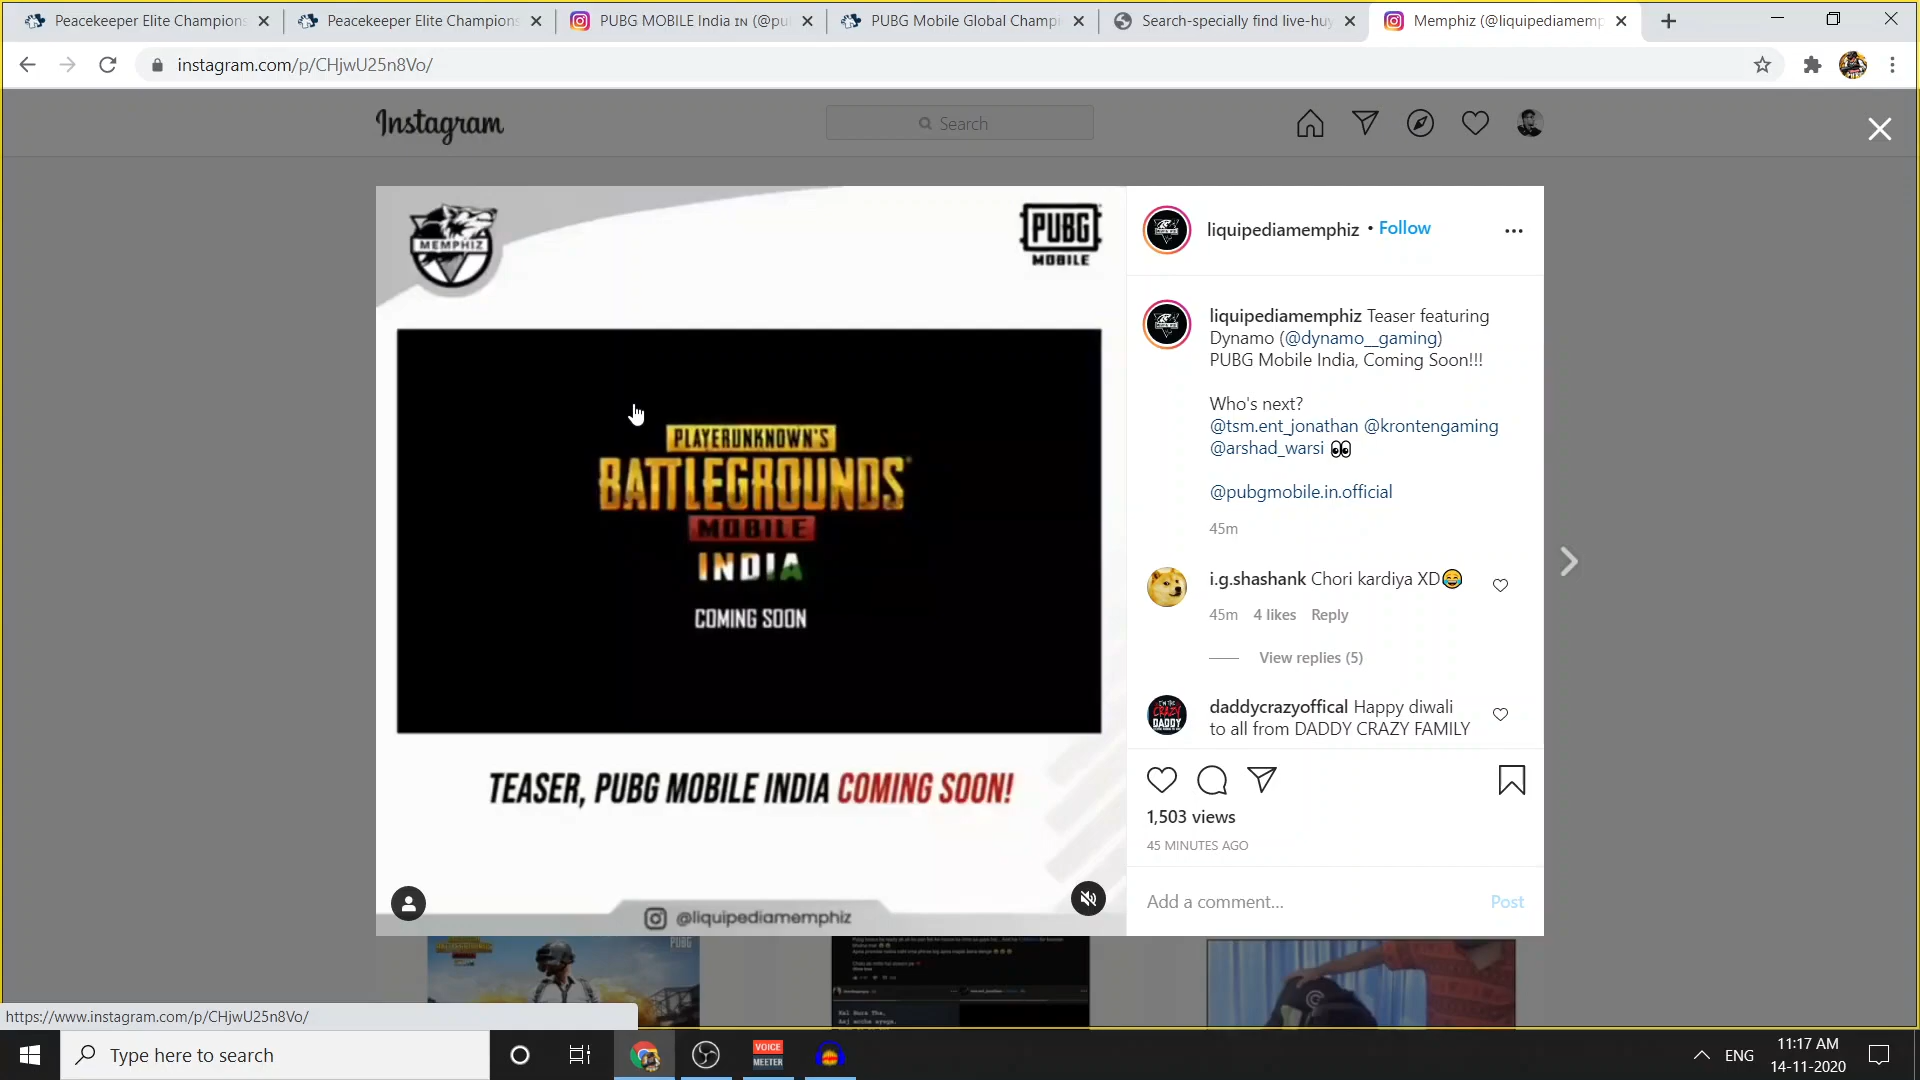 Peacekeeper Elite Champions
Peacekeeper Elite Champions
PUBG MOBILE India IN (@pu
PUBG Mobile Global Champi
Search-specially find live-huy
Memphiz (@liquipediamemp
instagram.com/p/CHjwU25n8Vo/
Instagram
Search
MEMPHIZ
PUBG
MOBILE
PLAYERUNKNOWN'S
BATTLEGROUNDS
MOBILE
INDIA
COMING SOON
TEASER, PUBG MOBILE INDIA COMING SOON!
@liquipediamemphiz
liquipediamemphiz • Follow
liquipediamemphiz Teaser featuring
Dynamo (@dynamo__gaming)
PUBG Mobile India, Coming Soon!!!
Who's next?
@tsm.ent_jonathan @krontengaming
@arshad_warsi 👀
@pubgmobile.in.official
45m
i.g.shashank Chori kardiya XD😂
45m 4 likes Reply
View replies (5)
daddycrazyoffical Happy diwali
to all from DADDY CRAZY FAMILY
1,503 views
45 MINUTES AGO
Add a comment... Post
PUBG
https://www.instagram.com/p/CHjwU25n8Vo/
Type here to search
VOICE
MEETER
ENG
11:17 AM
14-11-2020